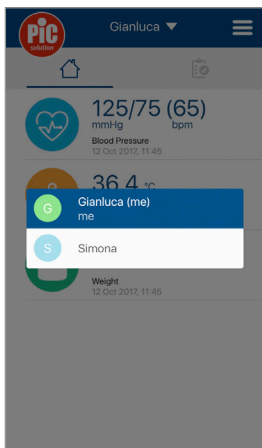 PiC
solution
Gianluca ▼
125/75 (65)
mmHg bpm
Blood Pressure
12 Oct 2017, 11:45
36.4 °C
G
Gianluca (me)
me
S
Simona
Weight
12 Oct 2017, 11:45